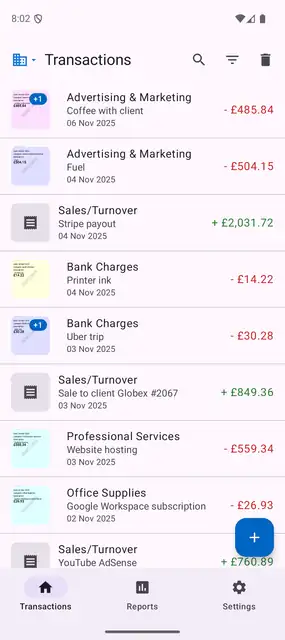 8:02
Transactions
+1
Advertising & Marketing
Coffee with client
06 Nov 2025
- £485.84
Advertising & Marketing
Fuel
04 Nov 2025
- £504.15
Sales/Turnover
Stripe payout
04 Nov 2025
+ £2,031.72
Bank Charges
Printer ink
04 Nov 2025
- £14.22
+1
Bank Charges
Uber trip
03 Nov 2025
- £30.28
Sales/Turnover
Sale to client Globex #2067
03 Nov 2025
+ £849.36
Professional Services
Website hosting
03 Nov 2025
- £559.34
Office Supplies
Google Workspace subscription
02 Nov 2025
- £26.93
Sales/Turnover
YouTube AdSense
+ £760.89
+
Transactions
Reports
Settings